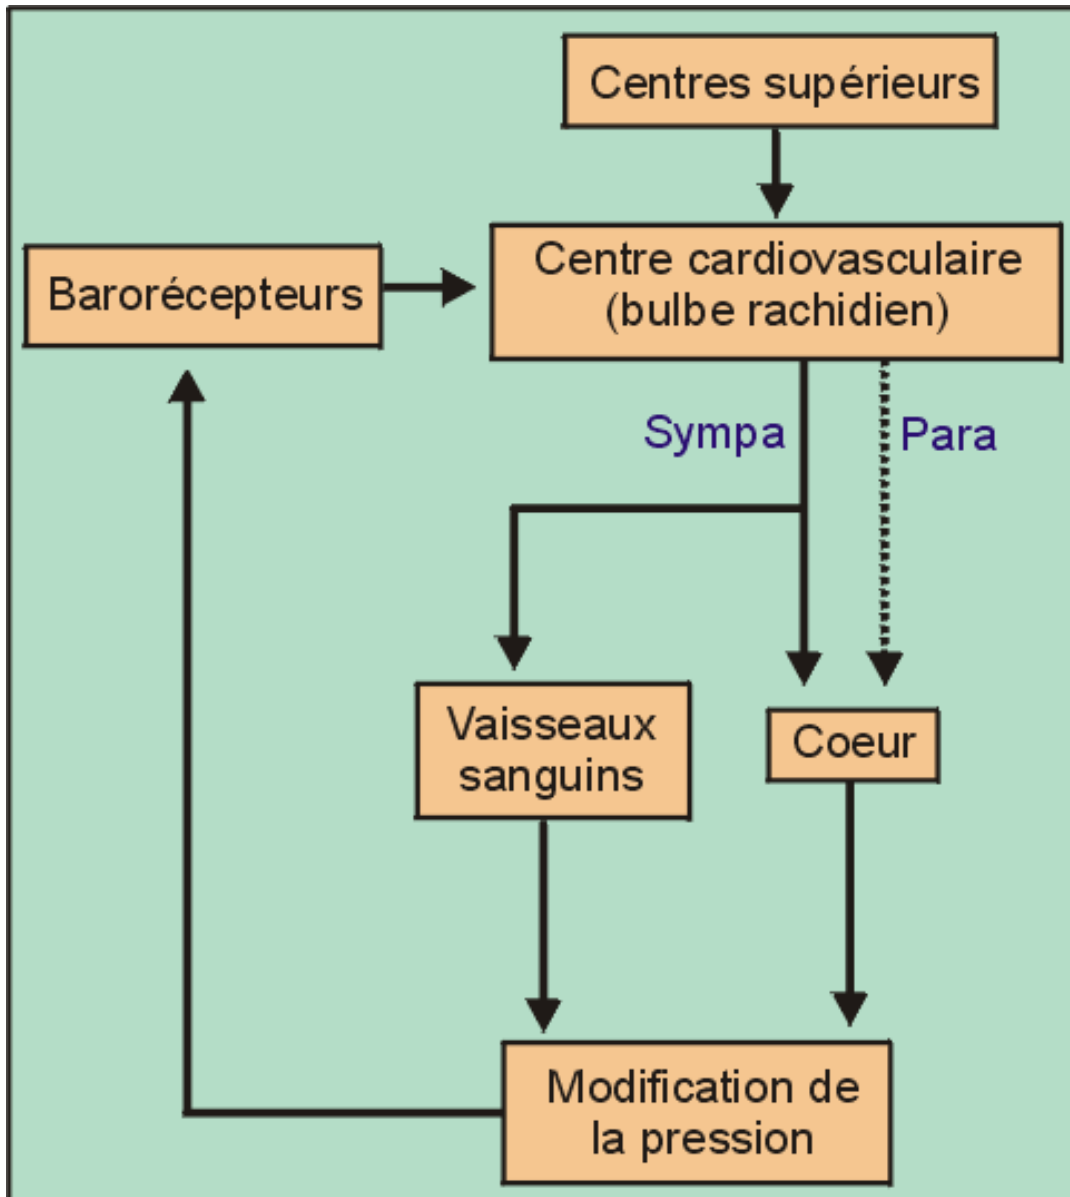 Centres supérieurs
Centre cardiovasculaire
(bulbe rachidien)
Barorécepteurs
Sympa
Para
Vaisseaux
sanguins
Coeur
Modification de
la pression